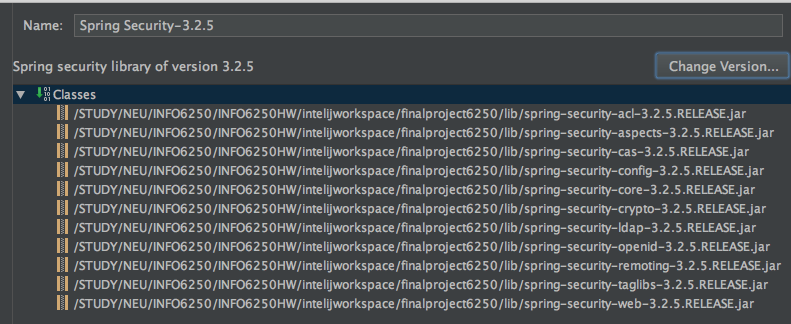 Name: Spring Security-3.2.5
Spring security library of version 3.2.5 Change Version...
Classes
/STUDY/NEU/INFO6250/INFO6250HW/intelijworkspace/finalproject6250/lib/spring-security-acl-3.2.5.RELEASE.jar
/STUDY/NEU/INFO6250/INFO6250HW/intelijworkspace/finalproject6250/lib/spring-security-aspects-3.2.5.RELEASE.jar
/STUDY/NEU/INFO6250/INFO6250HW/intelijworkspace/finalproject6250/lib/spring-security-cas-3.2.5.RELEASE.jar
/STUDY/NEU/INFO6250/INFO6250HW/intelijworkspace/finalproject6250/lib/spring-security-config-3.2.5.RELEASE.jar
/STUDY/NEU/INFO6250/INFO6250HW/intelijworkspace/finalproject6250/lib/spring-security-core-3.2.5.RELEASE.jar
/STUDY/NEU/INFO6250/INFO6250HW/intelijworkspace/finalproject6250/lib/spring-security-crypto-3.2.5.RELEASE.jar
/STUDY/NEU/INFO6250/INFO6250HW/intelijworkspace/finalproject6250/lib/spring-security-ldap-3.2.5.RELEASE.jar
/STUDY/NEU/INFO6250/INFO6250HW/intelijworkspace/finalproject6250/lib/spring-security-openid-3.2.5.RELEASE.jar
/STUDY/NEU/INFO6250/INFO6250HW/intelijworkspace/finalproject6250/lib/spring-security-remoting-3.2.5.RELEASE.jar
/STUDY/NEU/INFO6250/INFO6250HW/intelijworkspace/finalproject6250/lib/spring-security-taglibs-3.2.5.RELEASE.jar
/STUDY/NEU/INFO6250/INFO6250HW/intelijworkspace/finalproject6250/lib/spring-security-web-3.2.5.RELEASE.jar